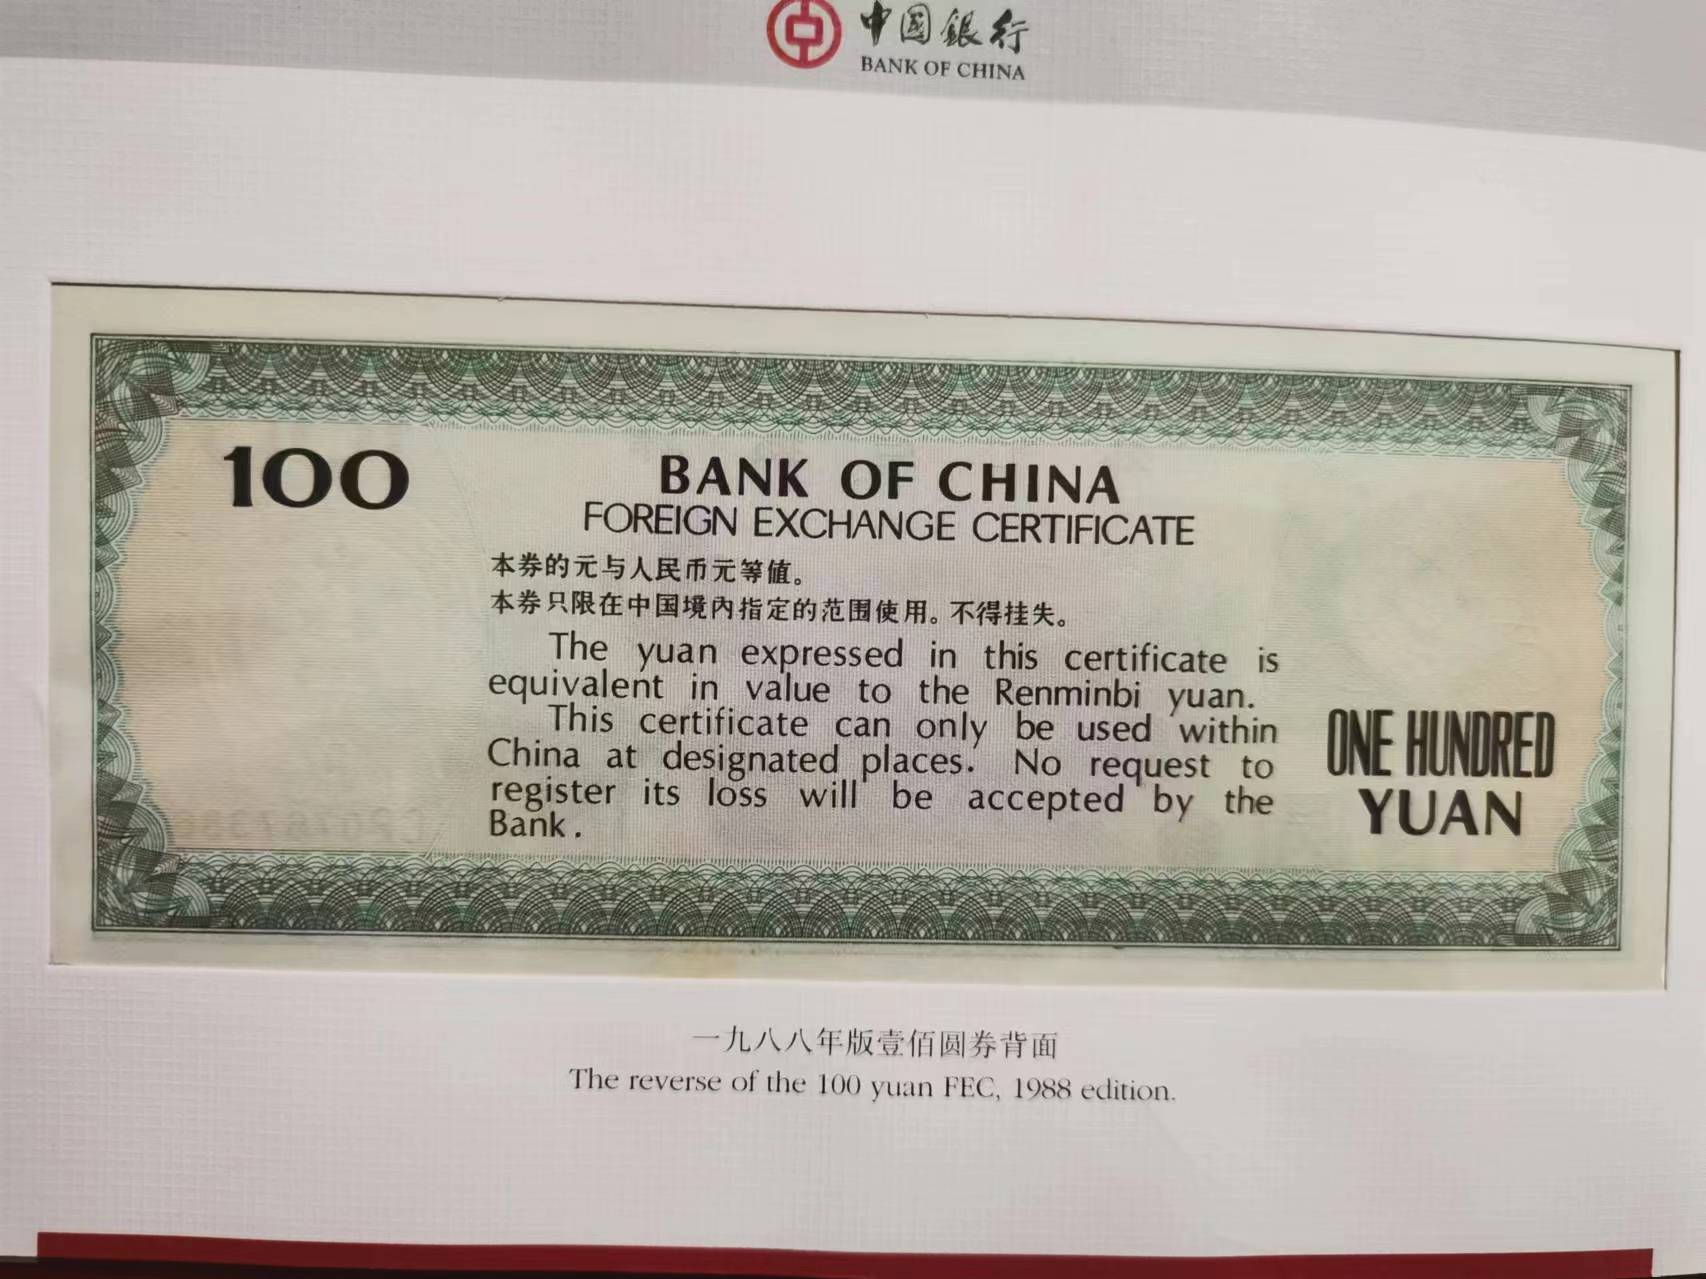 中国銀行
BANK OF CHINA
100
BANK OF CHINA
FOREIGN EXCHANGE CERTIFICATE
本券的元与人民币元等值。
本券只限在中国境内指定的范围使用。不得挂失。
The yuan expressed in this certificate is
equivalent in value to the Renminbi yuan.
This certificate can only be used within
China at designated places. No request to
register its loss will be accepted by the
Bank.
ONE HUNDRED
YUAN
一九八八年版壹佰圆券背面
The reverse of the 100 yuan FEC, 1988 edition.